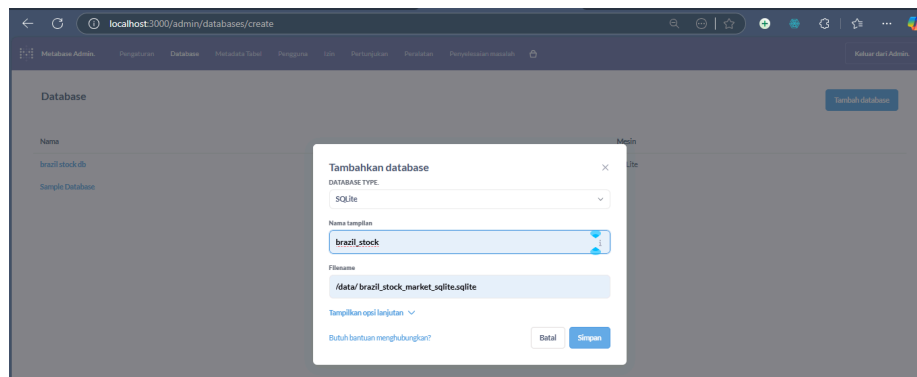 localhost:3000/admin/databases/create
Metabase Admin. Pengaturan Database Metadata Tabel Pengguna Izin Pertunjukan Peralatan Penyelesaian masalah Keluar dari Admin.
Database
Tambah database
Nama Mesin
brazil stock db
Sample Database
Tambahkan database
DATABASE TYPE.
SQLite
Nama tampilan
brazil_stock
Filename
/data/ brazil_stock_market_sqlite.sqlite
Tampilkan opsi lanjutan
Butuh bantuan menghubungkan? Batal Simpan